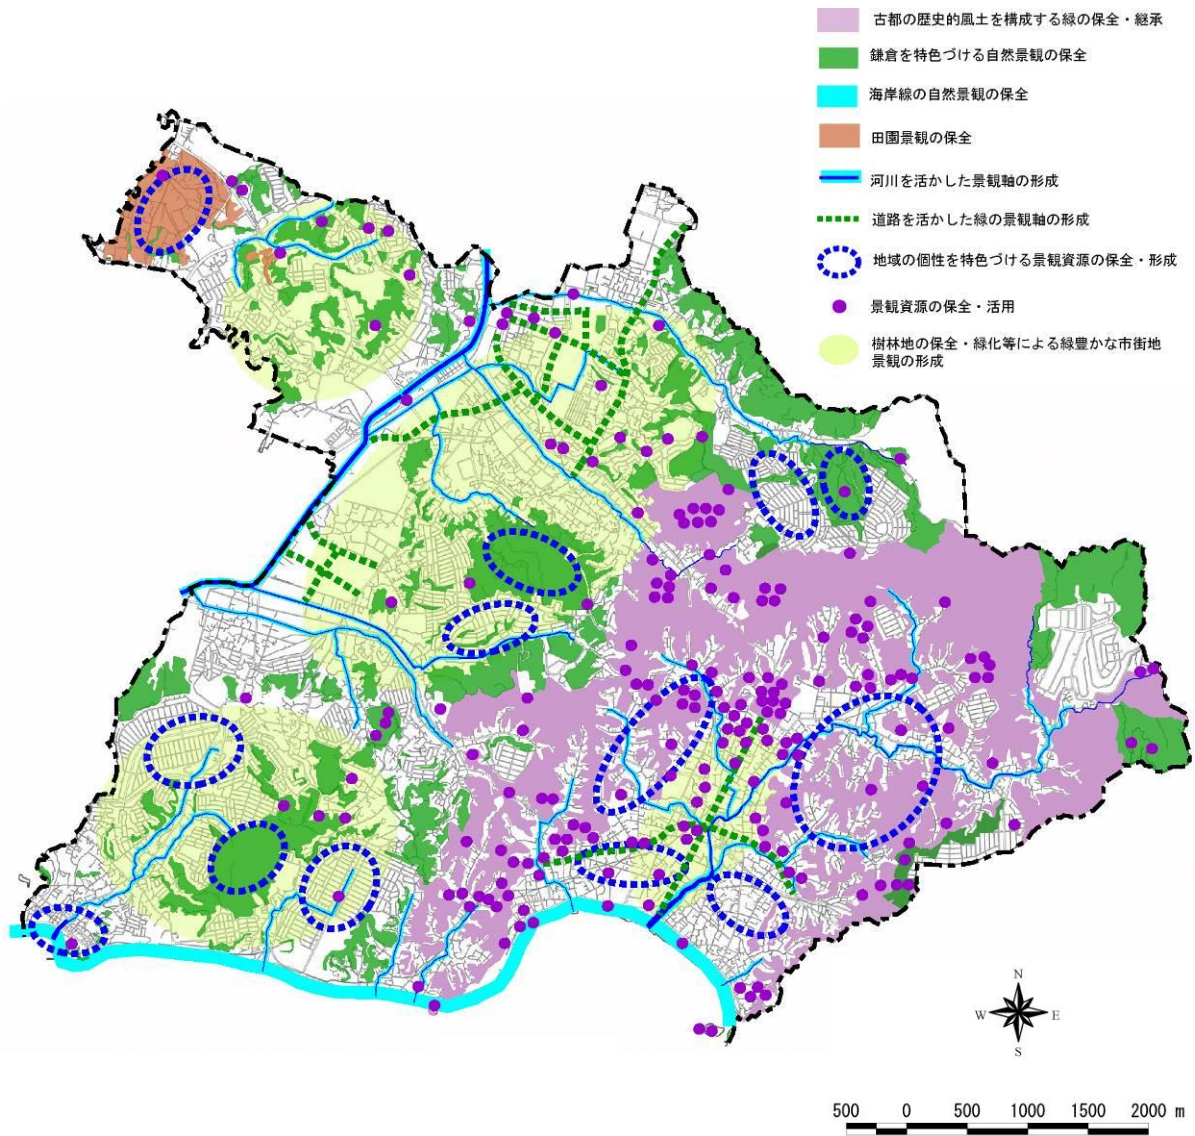 古都の歴史的風土を構成する緑の保全・継承
鎌倉を特色づける自然景観の保全
海岸線の自然景観の保全
田園景観の保全
河川を活かした景観軸の形成
道路を活かした緑の景観軸の形成
地域の個性を特色づける景観資源の保全・形成
景観資源の保全・活用
樹林地の保全・緑化等による緑豊かな市街地
景観の形成
N
W E
S
500 0 500 1000 1500 2000 m